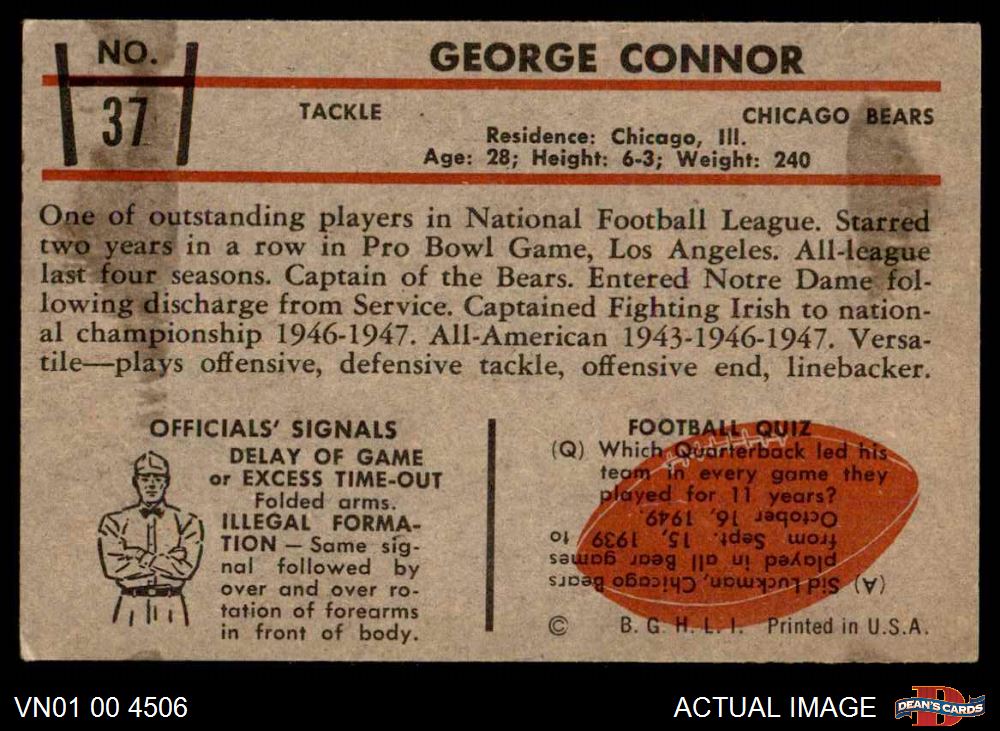 NO.
37
GEORGE CONNOR
TACKLE
CHICAGO BEARS
Residence: Chicago, Ill.
Age: 28; Height: 6-3; Weight: 240
One of outstanding players in National Football League. Starred
two years in a row in Pro Bowl Game, Los Angeles. All-league
last four seasons. Captain of the Bears. Entered Notre Dame fol-
lowing discharge from Service. Captained Fighting Irish to nation-
al championship 1946-1947. All-American 1943-1946-1947. Versa-
tile—plays offensive, defensive tackle, offensive end, linebacker.
OFFICIALS' SIGNALS
DELAY OF GAME
or EXCESS TIME-OUT
Folded arms.
ILLEGAL FORMA-
TION — Same sig-
nal followed by
over and over ro-
tation of forearms
in front of body.
FOOTBALL QUIZ
(Q) Which Quarterback led his
team in every game they
played for 11 years?
(A) Sid Luckman, Chicago Bears
played in all Bear games
from Sept. 15, 1939 to
October 16, 1949.
© B. G. H. L. I. Printed in U.S.A.
VN01 00 4506
ACTUAL IMAGE
D
DEAN'S CARDS